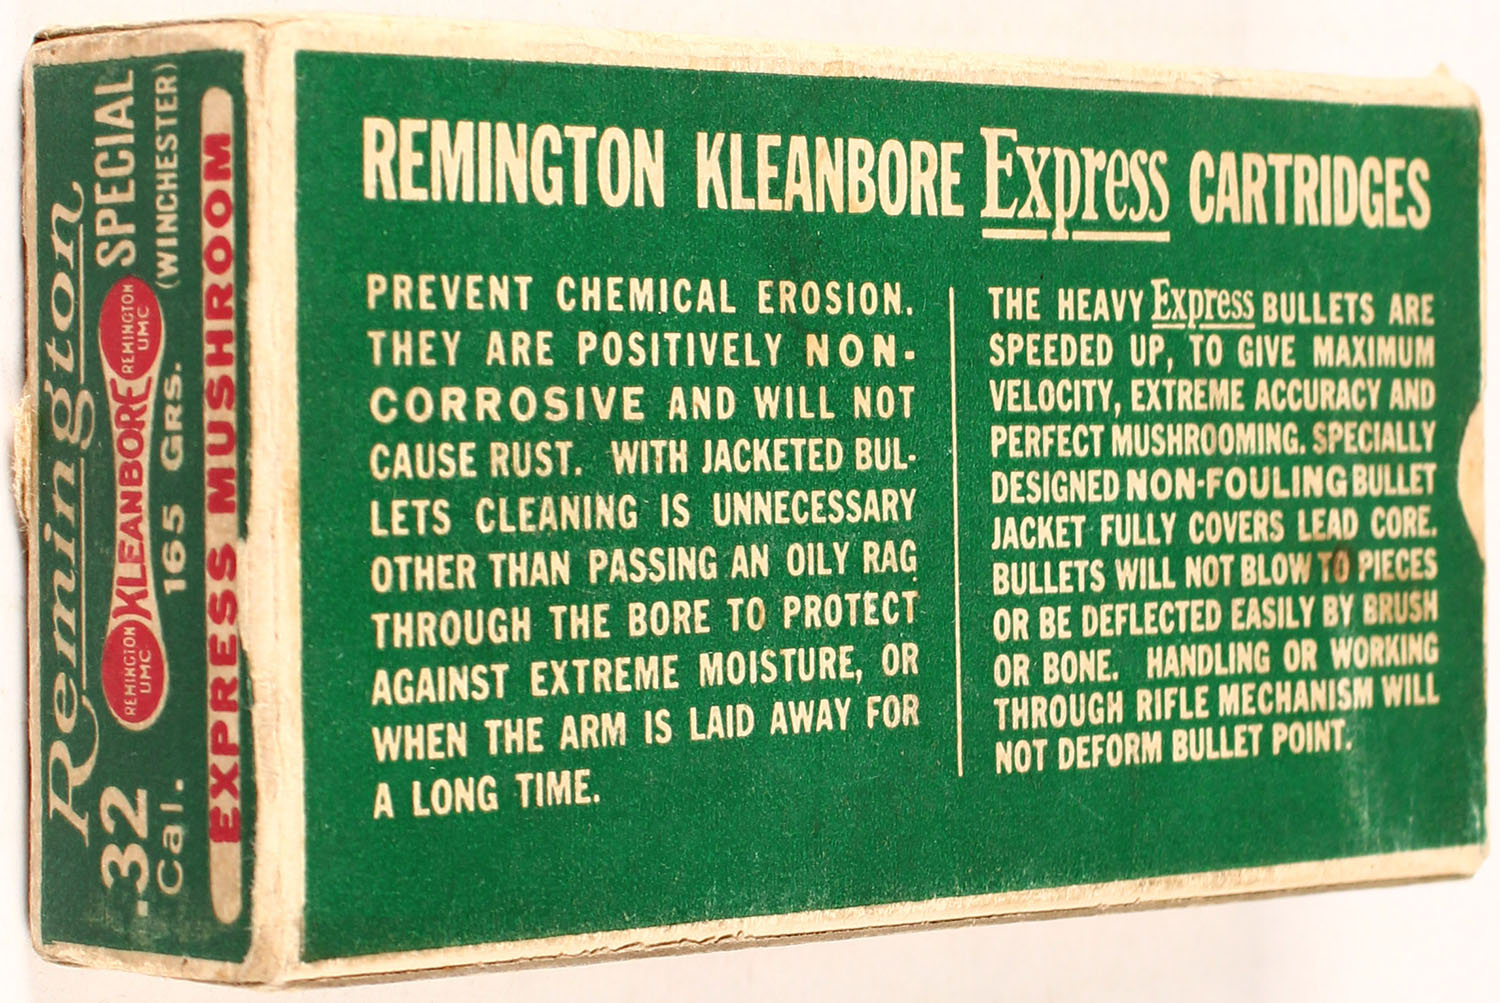 Remington
.32 REMINGTON UMC KLEANBORE REMINGTON UMC SPECIAL
Cal. 165 GRS. (WINCHESTER)
EXPRESS MUSHROOM
REMINGTON KLEANBORE Express CARTRIDGES
PREVENT CHEMICAL EROSION.
THEY ARE POSITIVELY NON-
CORROSIVE AND WILL NOT
CAUSE RUST. WITH JACKETED BUL-
LETS CLEANING IS UNNECESSARY
OTHER THAN PASSING AN OILY RAG
THROUGH THE BORE TO PROTECT
AGAINST EXTREME MOISTURE, OR
WHEN THE ARM IS LAID AWAY FOR
A LONG TIME.
THE HEAVY Express BULLETS ARE
SPEEDED UP, TO GIVE MAXIMUM
VELOCITY, EXTREME ACCURACY AND
PERFECT MUSHROOMING. SPECIALLY
DESIGNED NON-FOULING BULLET
JACKET FULLY COVERS LEAD CORE.
BULLETS WILL NOT BLOW TO PIECES
OR BE DEFLECTED EASILY BY BRUSH
OR BONE. HANDLING OR WORKING
THROUGH RIFLE MECHANISM WILL
NOT DEFORM BULLET POINT.